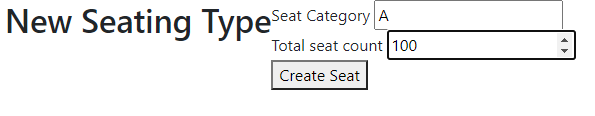 New Seating Type
Seat Category A
Total seat count 100
Create Seat